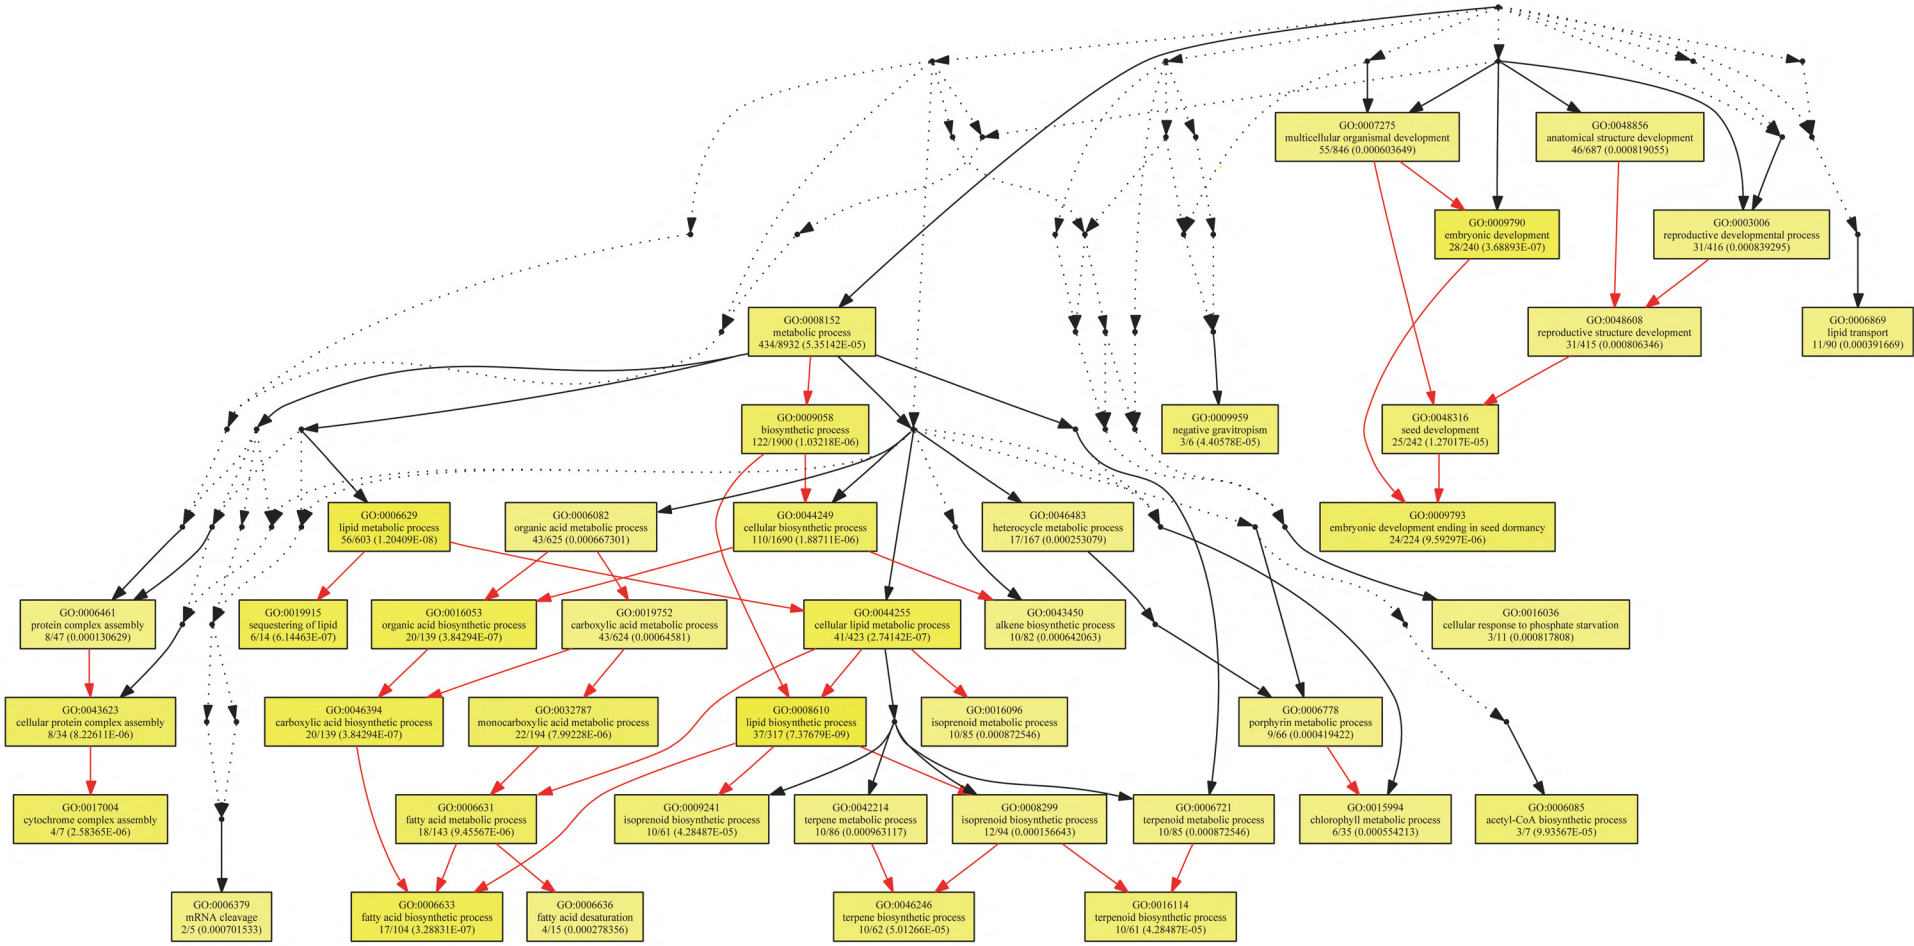 GO:0007275
multicellular organismal development
55/846 (0.000603649)
GO:0048856
anatomical structure development
46/687 (0.000819055)
GO:0009790
embryonic development
28/240 (3.68893E-07)
GO:0003006
reproductive developmental process
31/416 (0.000839295)
GO:0008152
metabolic process
434/8932 (5.35142E-05)
GO:0048608
reproductive structure development
31/415 (0.000806346)
GO:0006869
lipid transport
11/90 (0.000391669)
GO:0009058
biosynthetic process
122/1900 (1.03218E-06)
GO:0009959
negative gravitropism
3/6 (4.40578E-05)
GO:0048316
seed development
25/242 (1.27017E-05)
GO:0006629
lipid metabolic process
56/603 (1.20409E-08)
GO:0006082
organic acid metabolic process
43/625 (0.000667301)
GO:0044249
cellular biosynthetic process
110/1690 (1.88711E-06)
GO:0046483
heterocycle metabolic process
17/167 (0.000253079)
GO:0009793
embryonic development ending in seed dormancy
24/224 (9.59297E-06)
GO:0006461
protein complex assembly
8/47 (0.000130629)
GO:0019915
sequestering of lipid
6/14 (6.14463E-07)
GO:0016053
organic acid biosynthetic process
20/139 (3.84294E-07)
GO:0019752
carboxylic acid metabolic process
43/624 (0.00064581)
GO:0044255
cellular lipid metabolic process
41/423 (2.74142E-07)
GO:0043450
alkene biosynthetic process
10/82 (0.000642063)
GO:0016036
cellular response to phosphate starvation
3/11 (0.000817808)
GO:0043623
cellular protein complex assembly
8/34 (8.22611E-06)
GO:0046394
carboxylic acid biosynthetic process
20/139 (3.84294E-07)
GO:0032787
monocarboxylic acid metabolic process
22/194 (7.99228E-06)
GO:0008610
lipid biosynthetic process
37/317 (7.37679E-09)
GO:0016096
isoprenoid metabolic process
10/85 (0.000872546)
GO:0006778
porphyrin metabolic process
9/66 (0.000419422)
GO:0017004
cytochrome complex assembly
4/7 (2.58365E-06)
GO:0006631
fatty acid metabolic process
18/143 (9.45567E-06)
GO:0009241
isoprenoid biosynthetic process
10/61 (4.28487E-05)
GO:0042214
terpene metabolic process
10/86 (0.000963117)
GO:0008299
isoprenoid biosynthetic process
12/94 (0.000156643)
GO:0006721
terpenoid metabolic process
10/85 (0.000872546)
GO:0015994
chlorophyll metabolic process
6/35 (0.000554213)
GO:0006085
acetyl-CoA biosynthetic process
3/7 (9.93567E-05)
GO:0006379
mRNA cleavage
2/5 (0.000701533)
GO:0006633
fatty acid biosynthetic process
17/104 (3.28831E-07)
GO:0006636
fatty acid desaturation
4/15 (0.000278356)
GO:0046246
terpene biosynthetic process
10/62 (5.01266E-05)
GO:0016114
terpenoid biosynthetic process
10/61 (4.28487E-05)